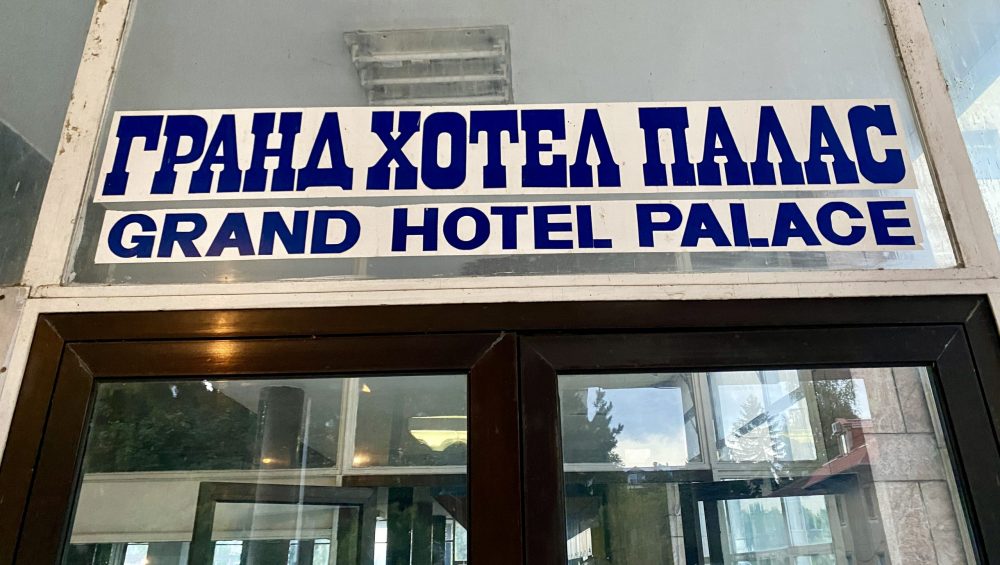 ГРАНД ХОТЕЛ ПАЛАС
GRAND HOTEL PALACE